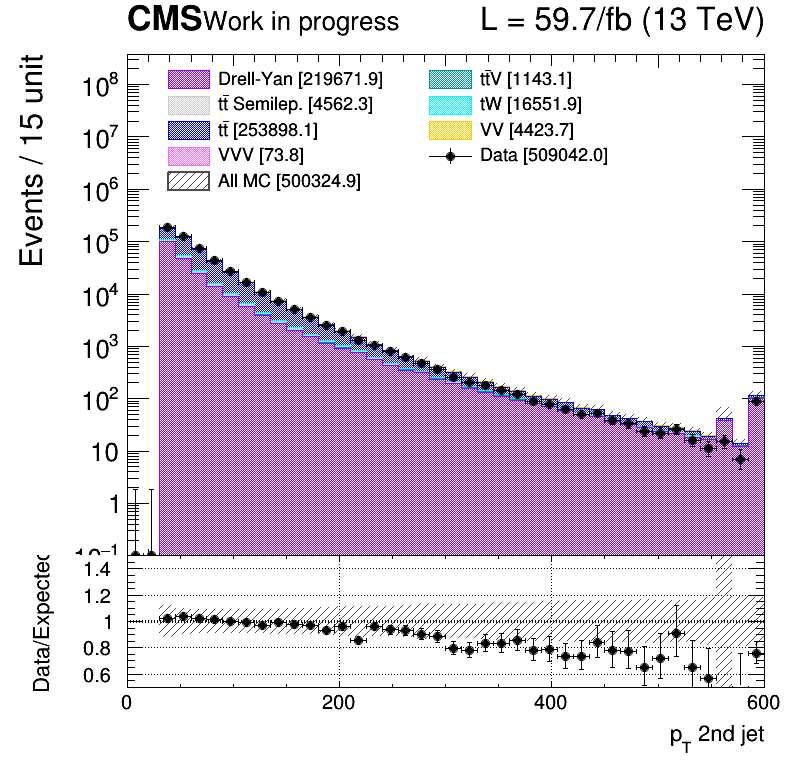 CMS Work in progress L = 59.7/fb (13 TeV)
Events / 15 unit
10⁸
10⁷
10⁶
10⁵
10⁴
10³
10²
10
1
10⁻¹
Drell-Yan [219671.9]
tt̄ Semilep. [4562.3]
tt̄ [253898.1]
VVV [73.8]
All MC [500324.9]
tt̄V [1143.1]
tW [16551.9]
VV [4423.7]
Data [509042.0]
Data/Expected
1.4
1.2
1
0.8
0.6
0 200 400 600
p_T 2nd jet